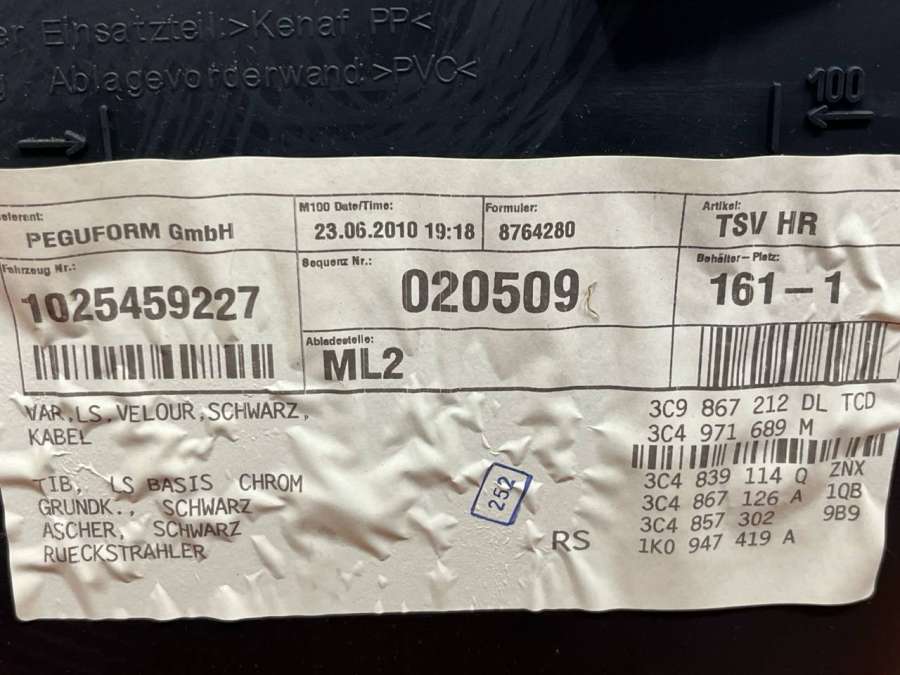 er Einsatzteil:>Kenaf PP<
g Ablagevorderwand:>PVC<
100
eferent:
PEGUFORM GmbH
M100 Date/Time:
23.06.2010 19:18
Formuler:
8764280
Artikel:
TSV HR
Fahrzeug Nr.:
1025459227
Sequenz Nr.:
020509
Behälter-Platz:
161-1
Abladestelle:
ML2
VAR,LS,VELOUR,SCHWARZ,
KABEL
TIB, LS BASIS CHROM
GRUNDK., SCHWARZ
ASCHER, SCHWARZ
RUECKSTRAHLER
252
RS
3C9 867 212 DL TCD
3C4 971 689 M
3C4 839 114 Q ZNX
3C4 867 126 A 1QB
3C4 857 302 9B9
1K0 947 419 A